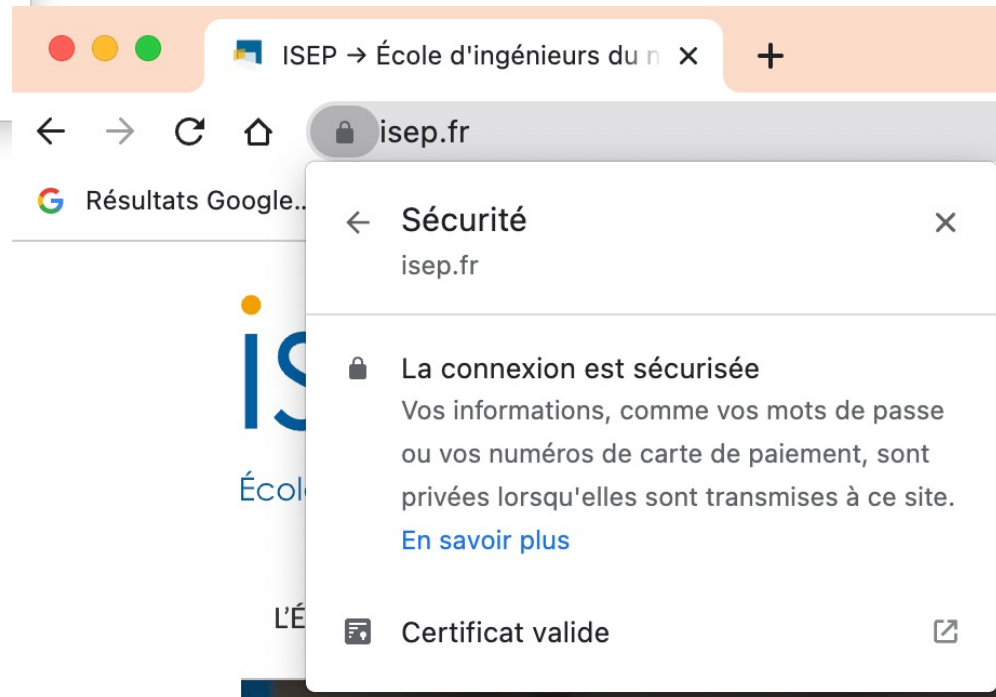 ISEP → École d'ingénieurs du n
isep.fr
Résultats Google...
Sécurité
isep.fr
is
La connexion est sécurisée
Vos informations, comme vos mots de passe
ou vos numéros de carte de paiement, sont
privées lorsqu'elles sont transmises à ce site.
École
En savoir plus
L'É
Certificat valide